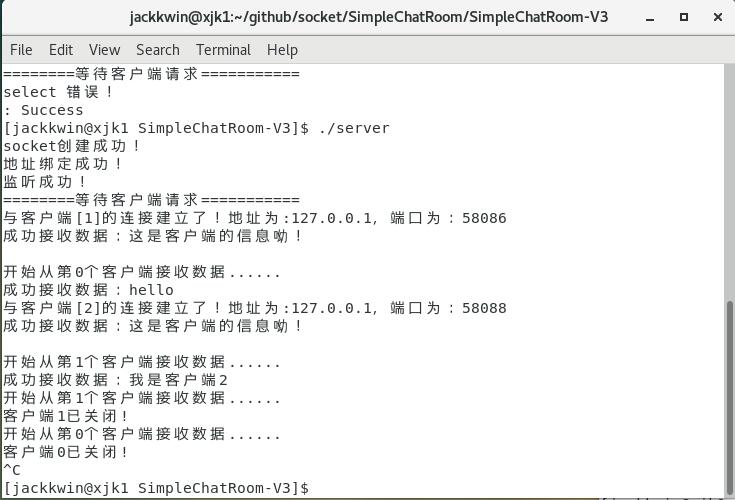 jackkwin@xjk1:~/github/socket/SimpleChatRoom/SimpleChatRoom-V3
File Edit View Search Terminal Help
========等待客户端请求===========
select 错误！
: Success
[jackkwin@xjk1 SimpleChatRoom-V3]$ ./server
socket创建成功！
地址绑定成功！
监听成功！
========等待客户端请求===========
与客户端[1]的连接建立了！地址为:127.0.0.1, 端口为：58086
成功接收数据：这是客户端的信息呦！
开始从第0个客户端接收数据......
成功接收数据：hello
与客户端[2]的连接建立了！地址为:127.0.0.1, 端口为：58088
成功接收数据：这是客户端的信息呦！
开始从第1个客户端接收数据......
成功接收数据：我是客户端2
开始从第1个客户端接收数据......
客户端1已关闭!
开始从第0个客户端接收数据......
客户端0已关闭!
^C
[jackkwin@xjk1 SimpleChatRoom-V3]$